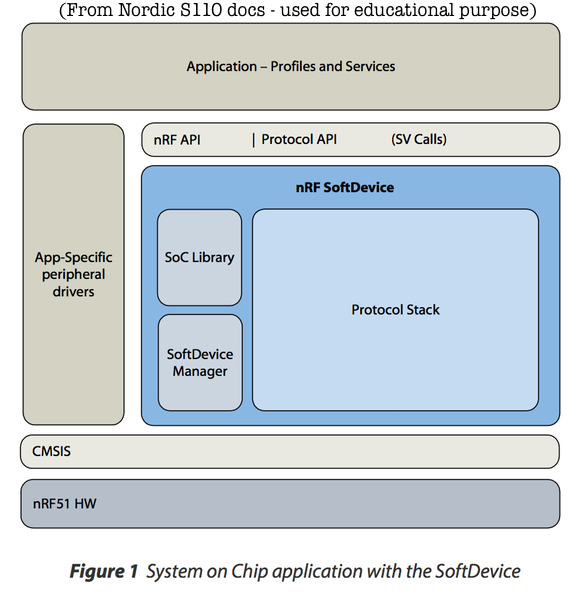 (From Nordic S110 docs - used for educational purpose)
Application – Profiles and Services
nRF API | Protocol API (SV Calls)
nRF SoftDevice
App-Specific
peripheral
drivers
SoC Library
Protocol Stack
SoftDevice
Manager
CMSIS
nRF51 HW
Figure 1 System on Chip application with the SoftDevice